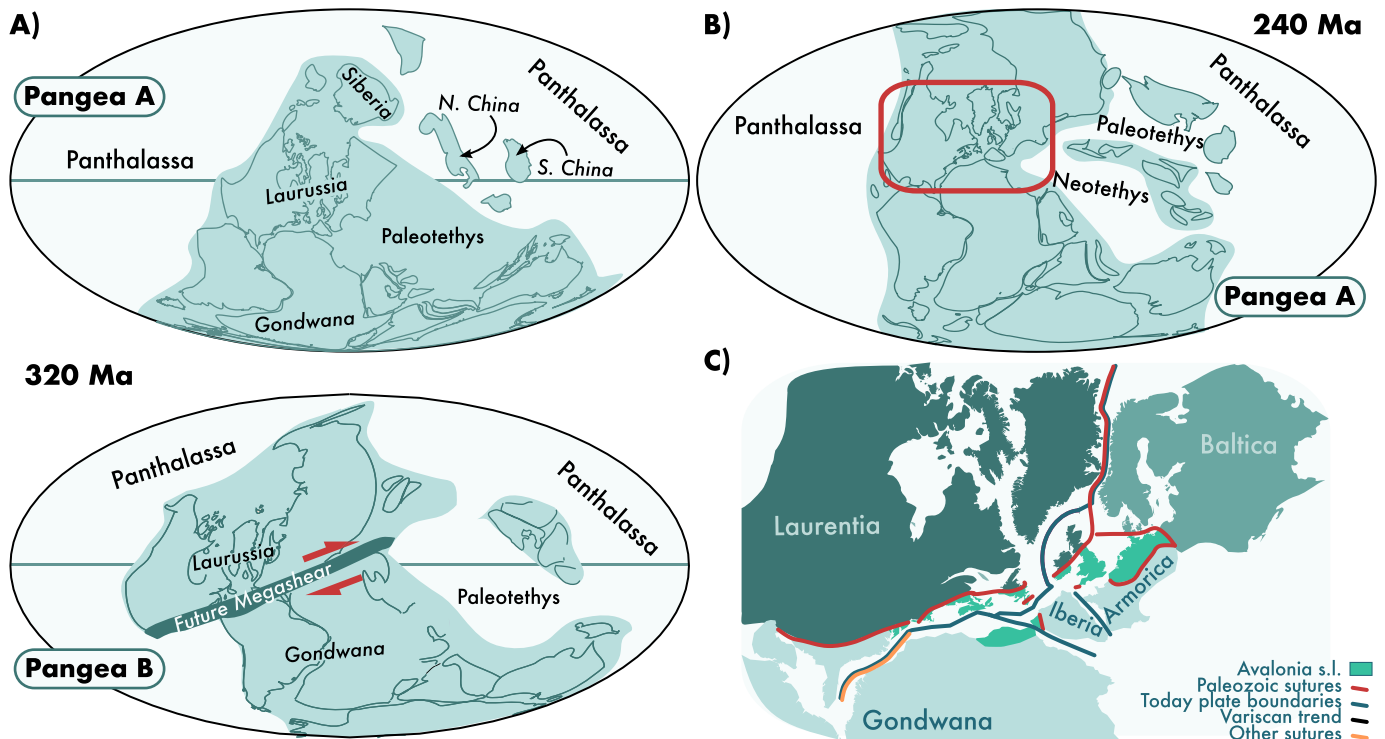 A)
Pangea A
Panthalassa
Siberia
N. China
Panthalassa
S. China
Laurussia
Paleotethys
Gondwana
320 Ma
Panthalassa
Panthalassa
Laurussia
Future Megashear
Paleotethys
Gondwana
Pangea B
B)
240 Ma
Panthalassa
Panthalassa
Paleotethys
Neotethys
Pangea A
C)
Laurentia
Baltica
Armorica
Iberia
Gondwana
Avalonia s.l.
Paleozoic sutures
Today plate boundaries
Variscan trend
Other sutures